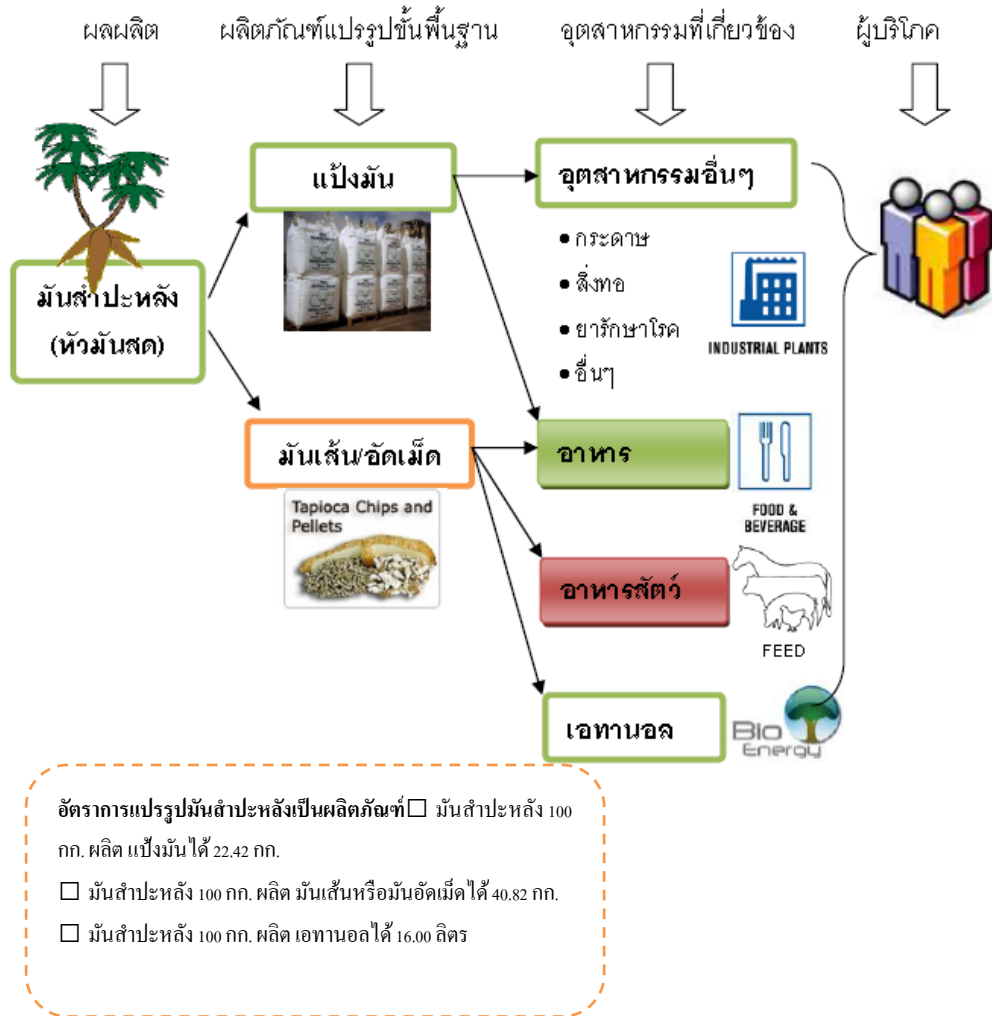 ผลผลิต
ผลิตภัณฑ์แปรรูปขั้นพื้นฐาน
อุตสาหกรรมที่เกี่ยวข้อง
ผู้บริโภค
มันสำปะหลัง
(หัวมันสด)
แป้งมัน
มันเส้น/อัดเม็ด
Tapioca Chips and
Pellets
อุตสาหกรรมอื่นๆ
• กระดาษ
• สิ่งทอ
• ยารักษาโรค
• อื่นๆ
INDUSTRIAL PLANTS
อาหาร
FOOD &
BEVERAGE
อาหารสัตว์
FEED
เอทานอล
Bio
Energy
อัตราการแปรรูปมันสำปะหลังเป็นผลิตภัณฑ์☐ มันสำปะหลัง 100
กก. ผลิต แป้งมันได้ 22.42 กก.
☐ มันสำปะหลัง 100 กก. ผลิต มันเส้นหรือมันอัดเม็ดได้ 40.82 กก.
☐ มันสำปะหลัง 100 กก. ผลิต เอทานอลได้ 16.00 ลิตร